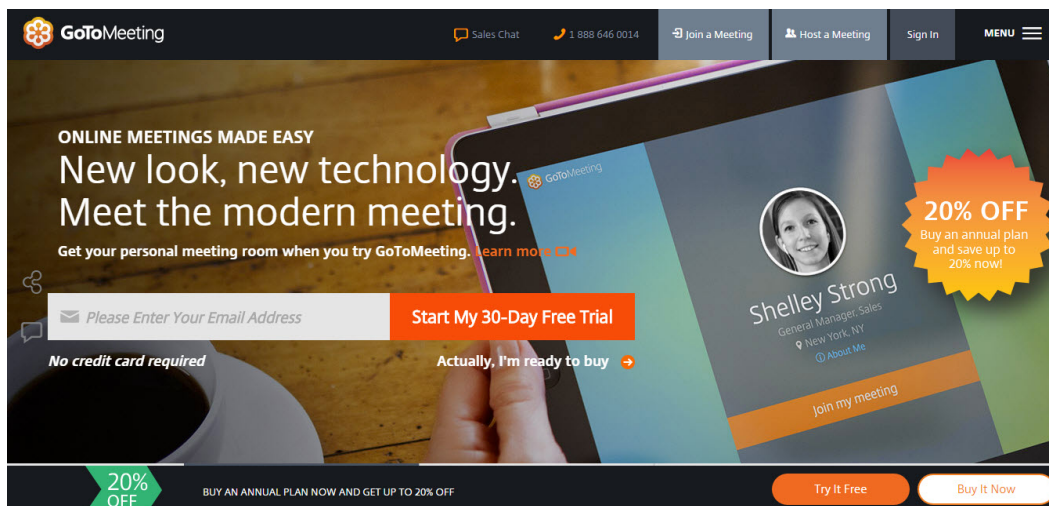 GoToMeeting
Sales Chat
1 888 646 0014
Join a Meeting
Host a Meeting
Sign In
MENU
ONLINE MEETINGS MADE EASY
New look, new technology.
Meet the modern meeting.
Get your personal meeting room when you try GoToMeeting. Learn more
Please Enter Your Email Address
Start My 30-Day Free Trial
No credit card required
Actually, I'm ready to buy
GoToMeeting
Shelley Strong
General Manager, Sales
New York, NY
About Me
Join my meeting
20% OFF
Buy an annual plan
and save up to
20% now!
20%
OFF
BUY AN ANNUAL PLAN NOW AND GET UP TO 20% OFF
Try It Free
Buy It Now